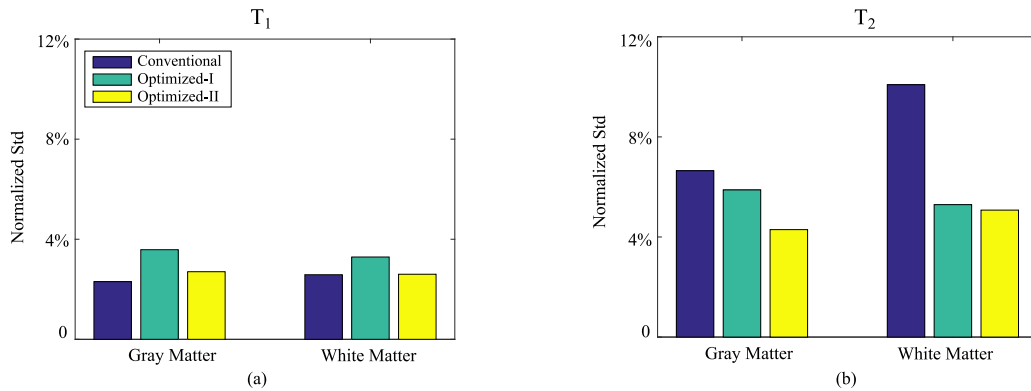 T1
12%
8%
4%
0
Normalized Std
Conventional
Optimized-I
Optimized-II
Gray Matter
White Matter
(a)
T2
12%
8%
4%
0
Normalized Std
Gray Matter
White Matter
(b)